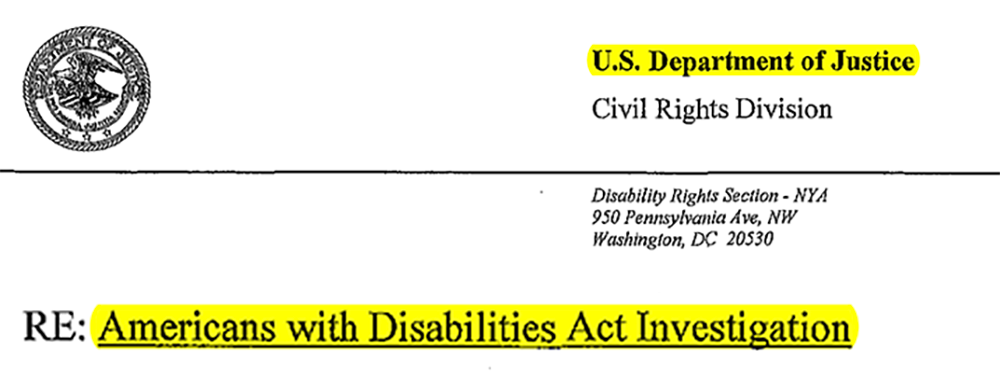 DEPARTMENT OF JUSTICE
U.S. Department of Justice
Civil Rights Division
Disability Rights Section - NYA
950 Pennsylvania Ave, NW
Washington, DC 20530
RE: Americans with Disabilities Act Investigation